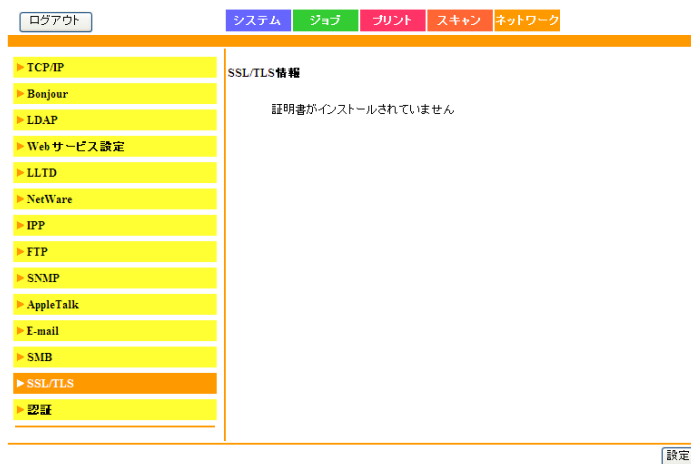 ログアウト
システム ジョブ プリント スキャン ネットワーク
TCP/IP
Bonjour
LDAP
Webサービス設定
LLTD
NetWare
IPP
FTP
SNMP
AppleTalk
E-mail
SMB
SSL/TLS
認証
SSL/TLS情報
証明書がインストールされていません
設定